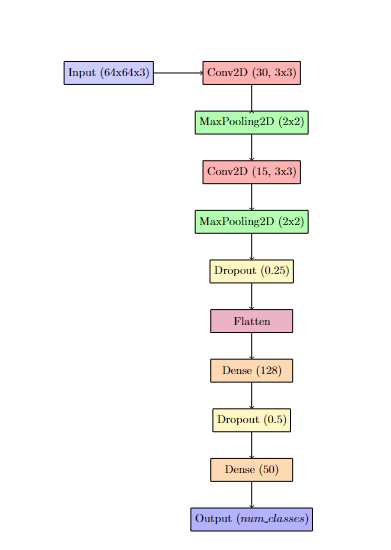 Input (64x64x3)
Conv2D (30, 3x3)
MaxPooling2D (2x2)
Conv2D (15, 3x3)
MaxPooling2D (2x2)
Dropout (0.25)
Flatten
Dense (128)
Dropout (0.5)
Dense (50)
Output (num_classes)